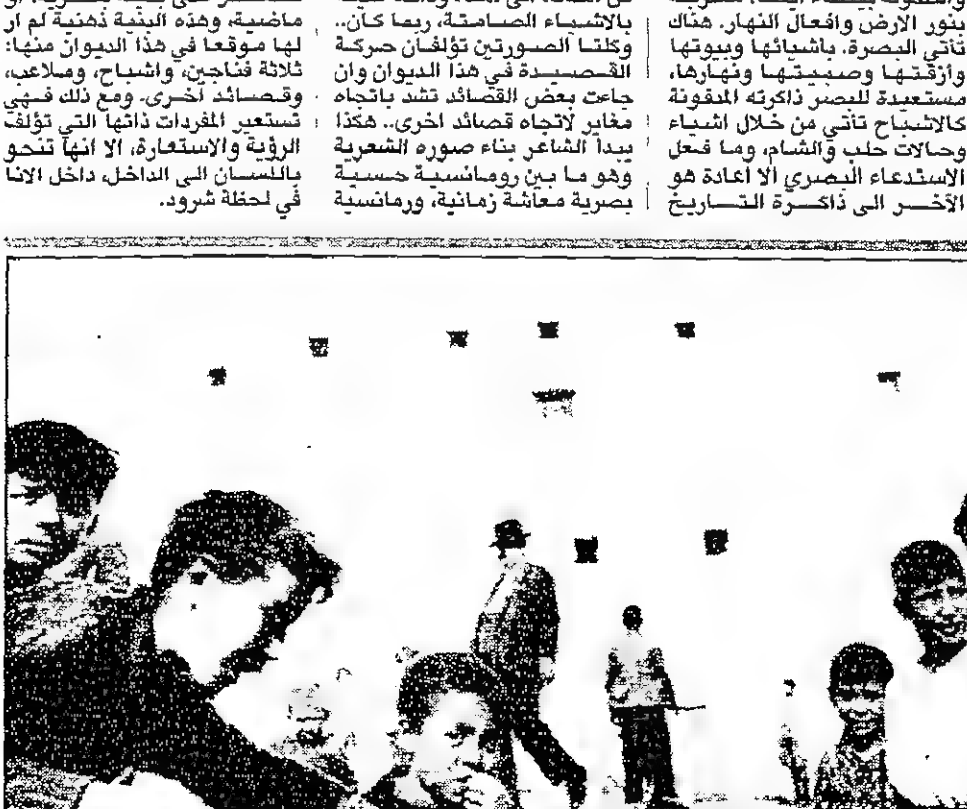 بنور الارض وافعال النهار. هناك
تأتي البصرة. باشيائها وبيوتها
وأزقتها وصبيتها ونهارها،
مستعيدة للبصر ذاكرته المدفونة
كالاشباح تأتي من خلال اشياء
وحالات حلب والشام، وما فعل
الاستدعاء البصري الا اعادة هو
الآخر الى ذاكرة التاريخ
بالاشياء الصامتة، ربما كان..
وكلتا الصورتين تؤلفان حركة
القصيدة في هذا الديوان وان
جاءت بعض القصائد تشد باتجاه
مغاير لاتجاه قصائد اخرى.. هكذا
يبدأ الشاعر بناء صوره الشعرية
وهو ما بين رومانسية حسية
بصرية معاشة زمانية، ورمانسية
ماضية، وهذه البنية ذهنية لم ار
لها موقعا في هذا الديوان منها:
ثلاثة فناجين، واشباح، وملاعب،
وقصائد اخرى. ومع ذلك فهي
تستعير المفردات ذاتها التي تؤلف
الرؤية والاستعارة، الا انها تنحو
باللسان الى الداخل، داخل الانا
في لحظة شرود.